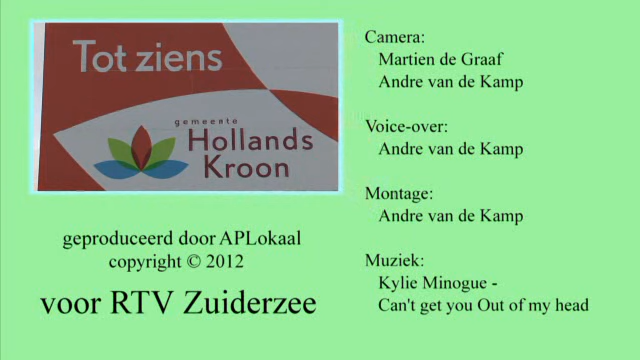 Tot ziens
gemeente
Hollands
Kroon
geproduceerd door APLokaal
copyright © 2012
voor RTV Zuiderzee
Camera:
Martien de Graaf
Andre van de Kamp
Voice-over:
Andre van de Kamp
Montage:
Andre van de Kamp
Muziek:
Kylie Minogue -
Can't get you Out of my head